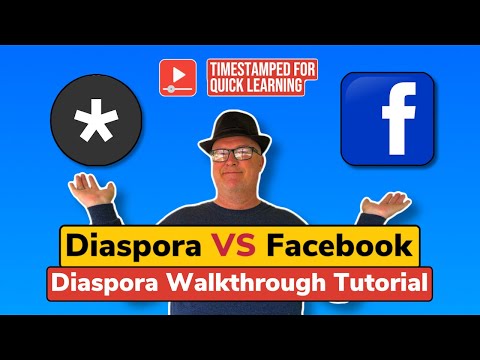 TIMESTAMPED FOR
QUICK LEARNING
*
f
Diaspora VS Facebook
Diaspora Walkthrough Tutorial